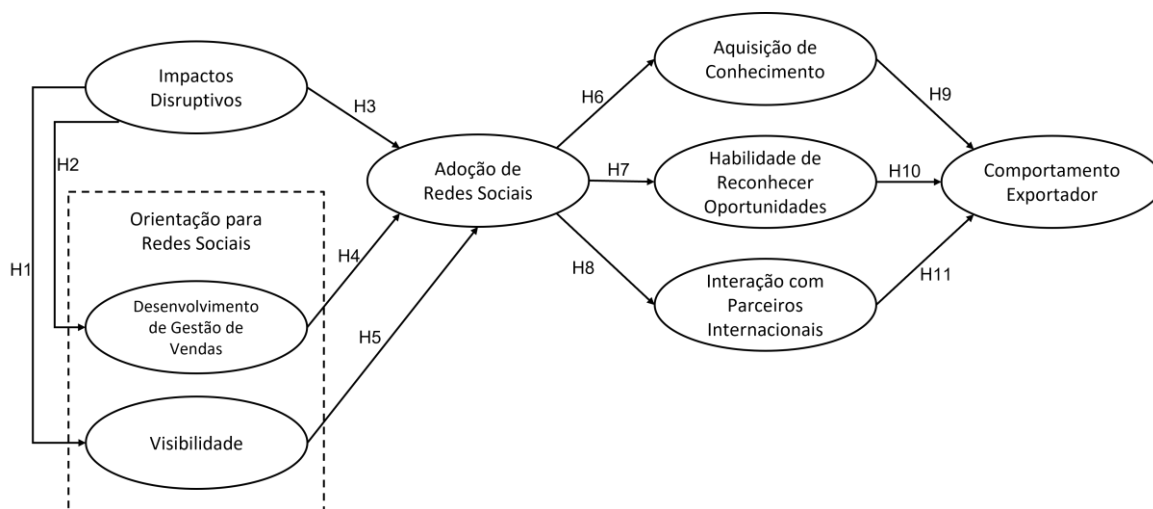 Impactos
Disruptivos
H3
H2
H1
Orientação para
Redes Sociais
Desenvolvimento
de Gestão de
Vendas
H4
Visibilidade
H5
Adoção de
Redes Sociais
H6
H7
H8
Aquisição de
Conhecimento
Habilidade de
Reconhecer
Oportunidades
Interação com
Parceiros
Internacionais
H9
H10
H11
Comportamento
Exportador